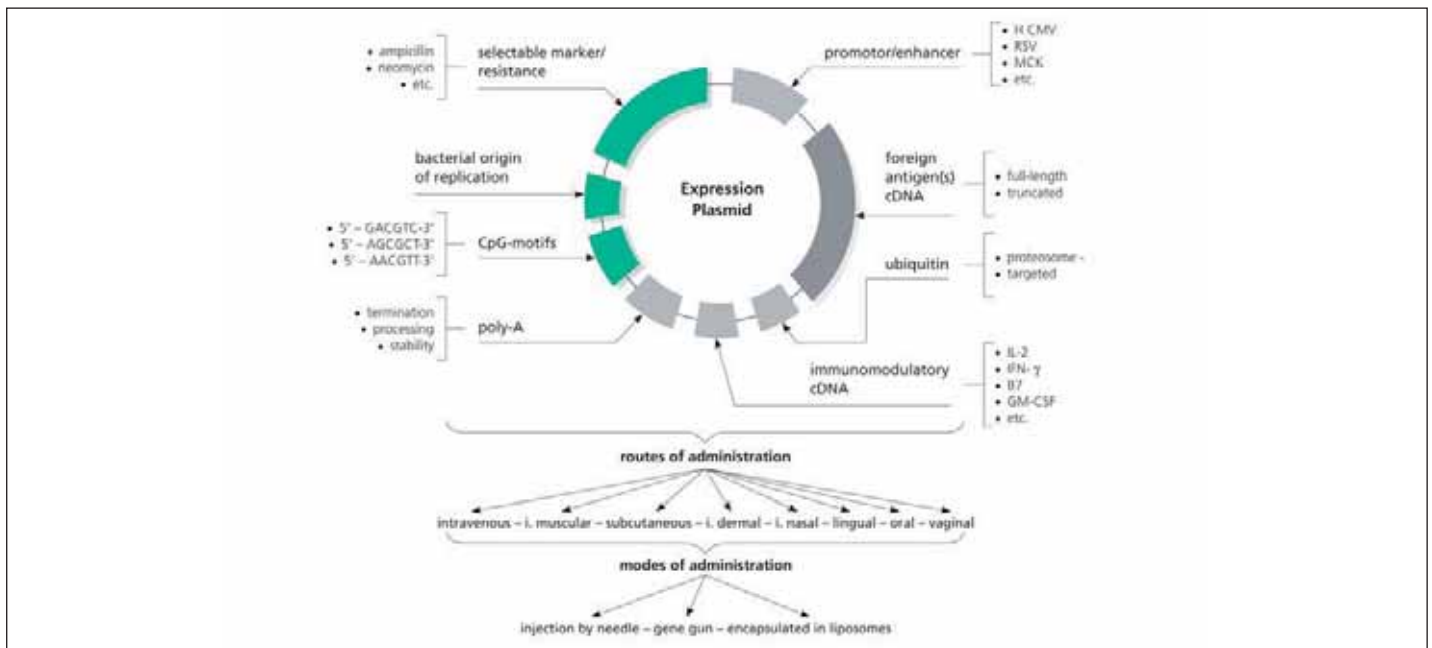 • ampicillin
• neomycin
• etc.
selectable marker/
resistance
promotor/enhancer
• H CMV
• RSV
• MCK
• etc.
bacterial origin
of replication
Expression
Plasmid
foreign
antigen(s)
cDNA
• full-length
• truncated
• 5' – GACGTC-3'
• 5' – AGCGCT-3'
• 5' – AACGTT-3'
CpG-motifs
ubiquitin
• proteosome -
• targeted
• termination
• processing
• stability
poly-A
immunomodulatory
cDNA
• IL-2
• IFN- γ
• B7
• GM-CSF
• etc.
routes of administration
intravenous – i. muscular – subcutaneous – i. dermal – i. nasal – lingual – oral – vaginal
modes of administration
injection by needle – gene gun – encapsulated in liposomes